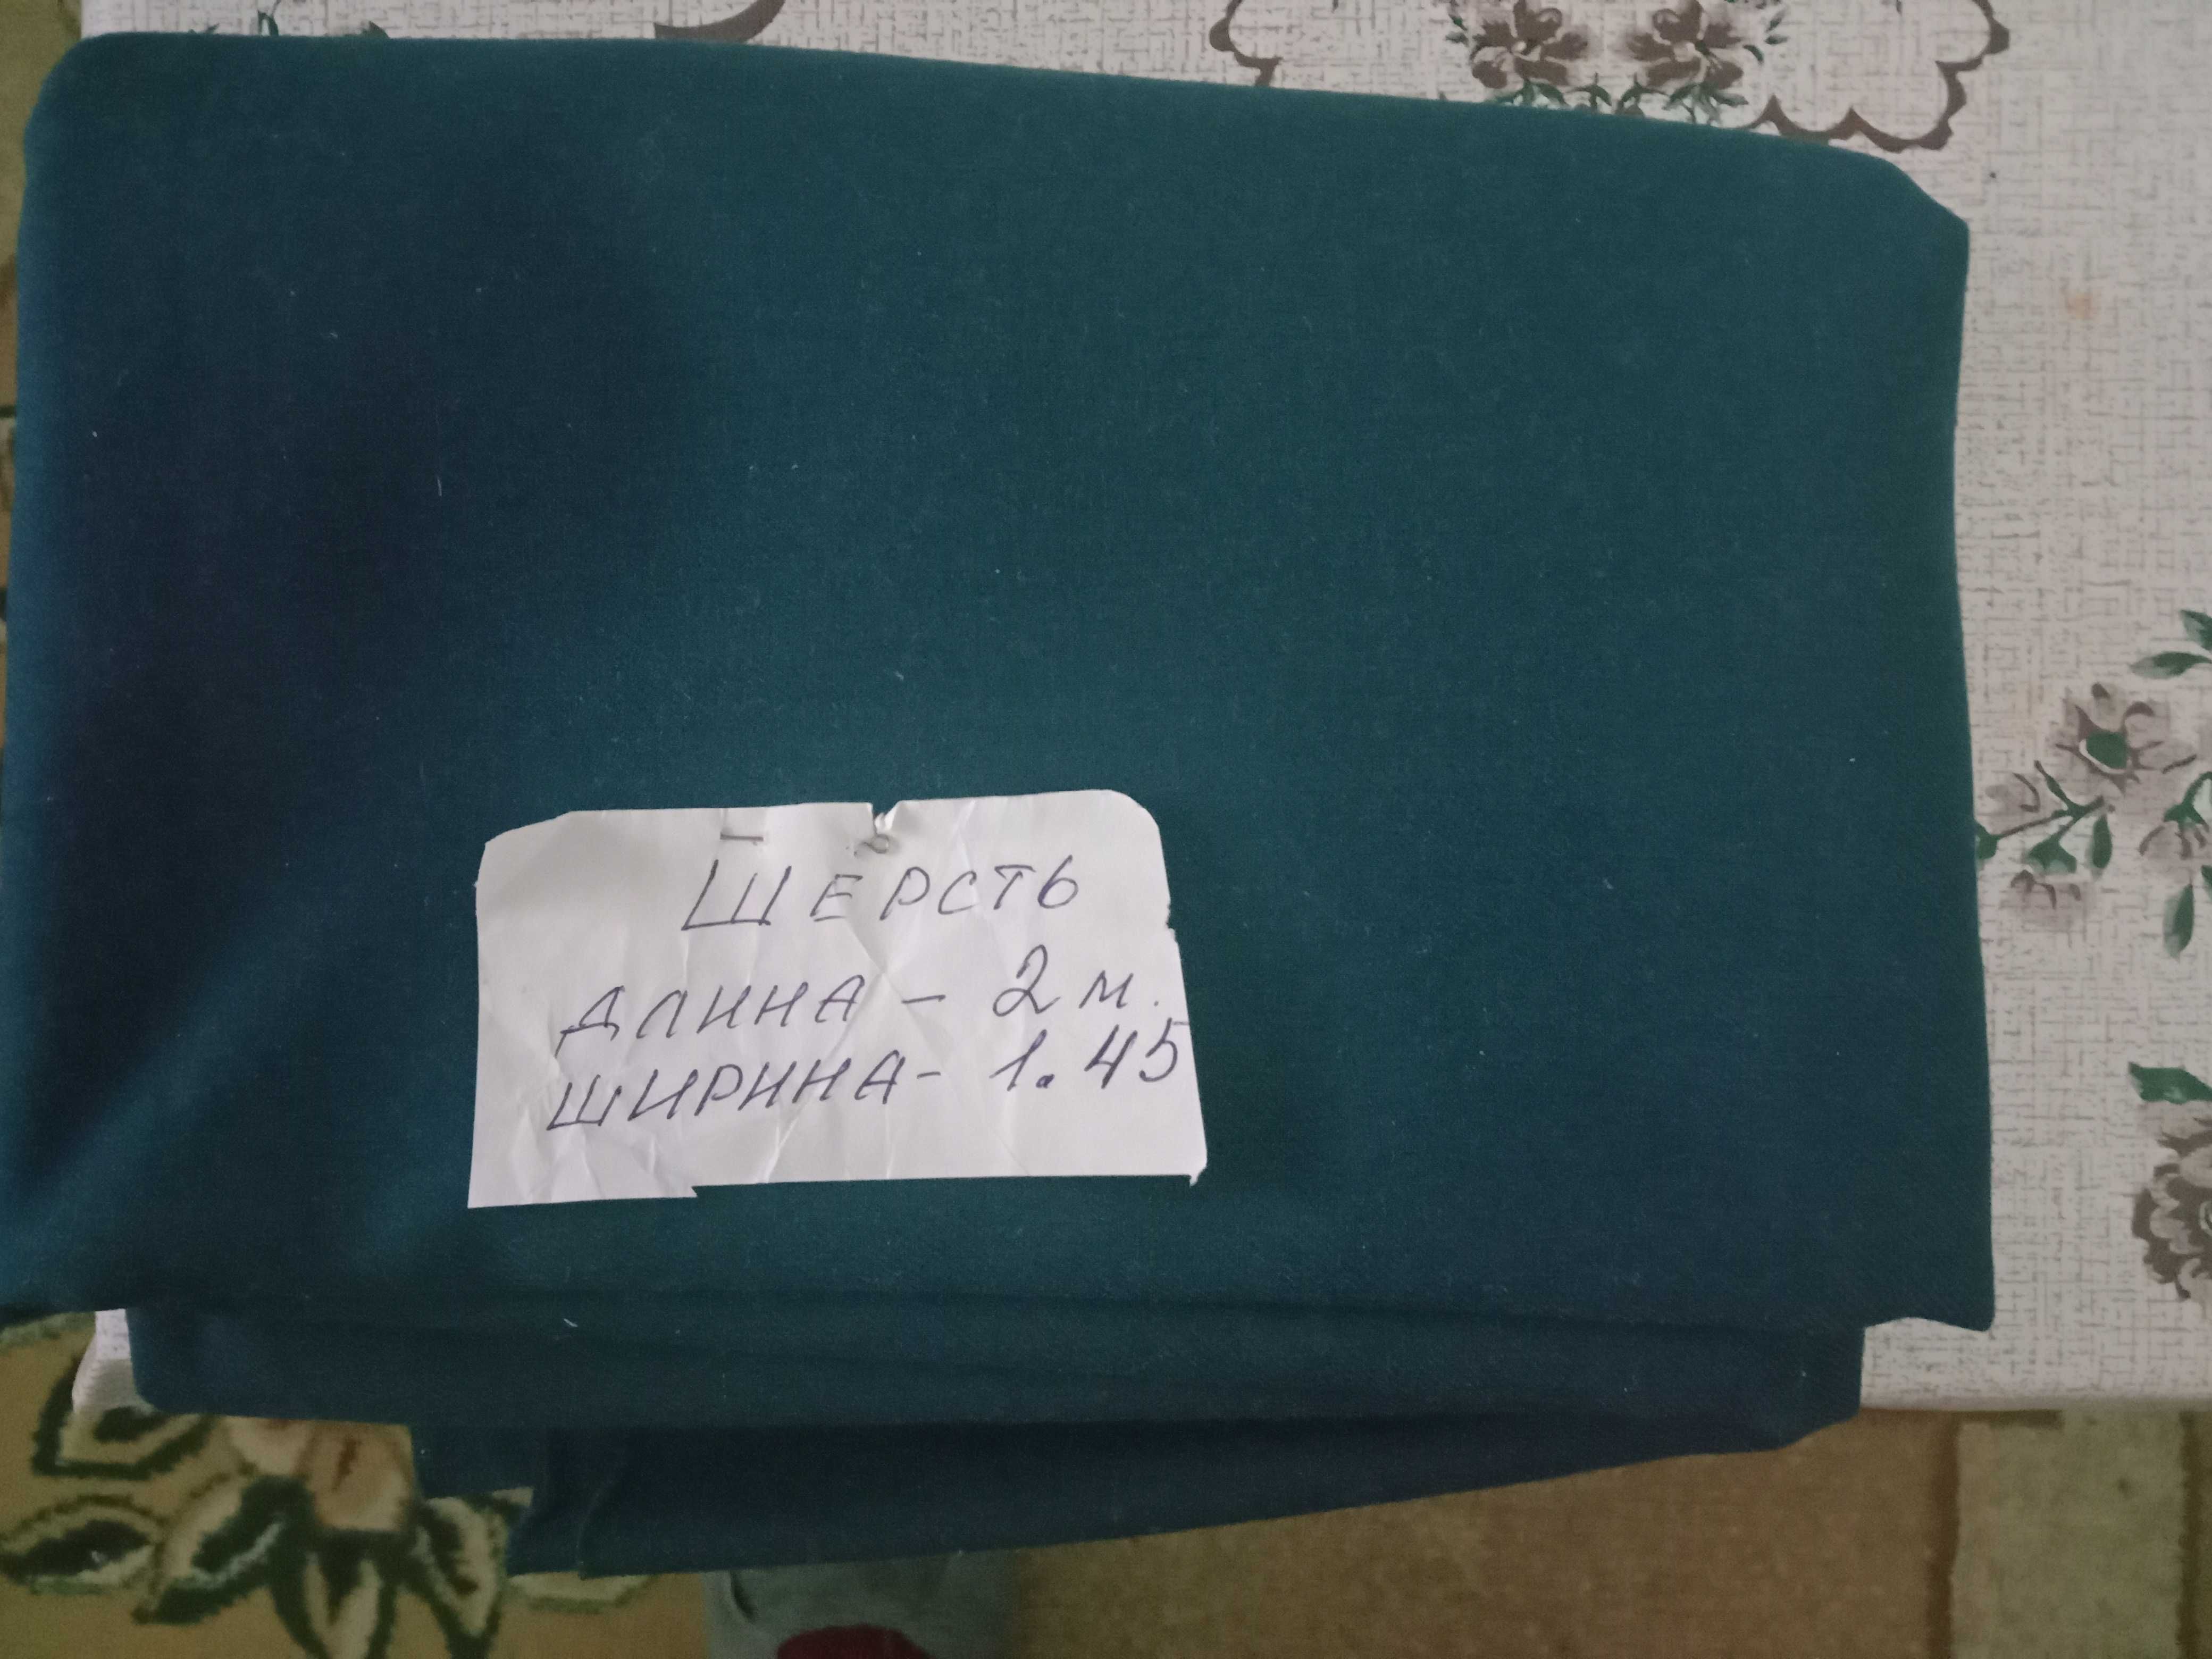 ШЕРСТЬ
ДЛИНА - 2 м.
ШИРИНА - 1.45